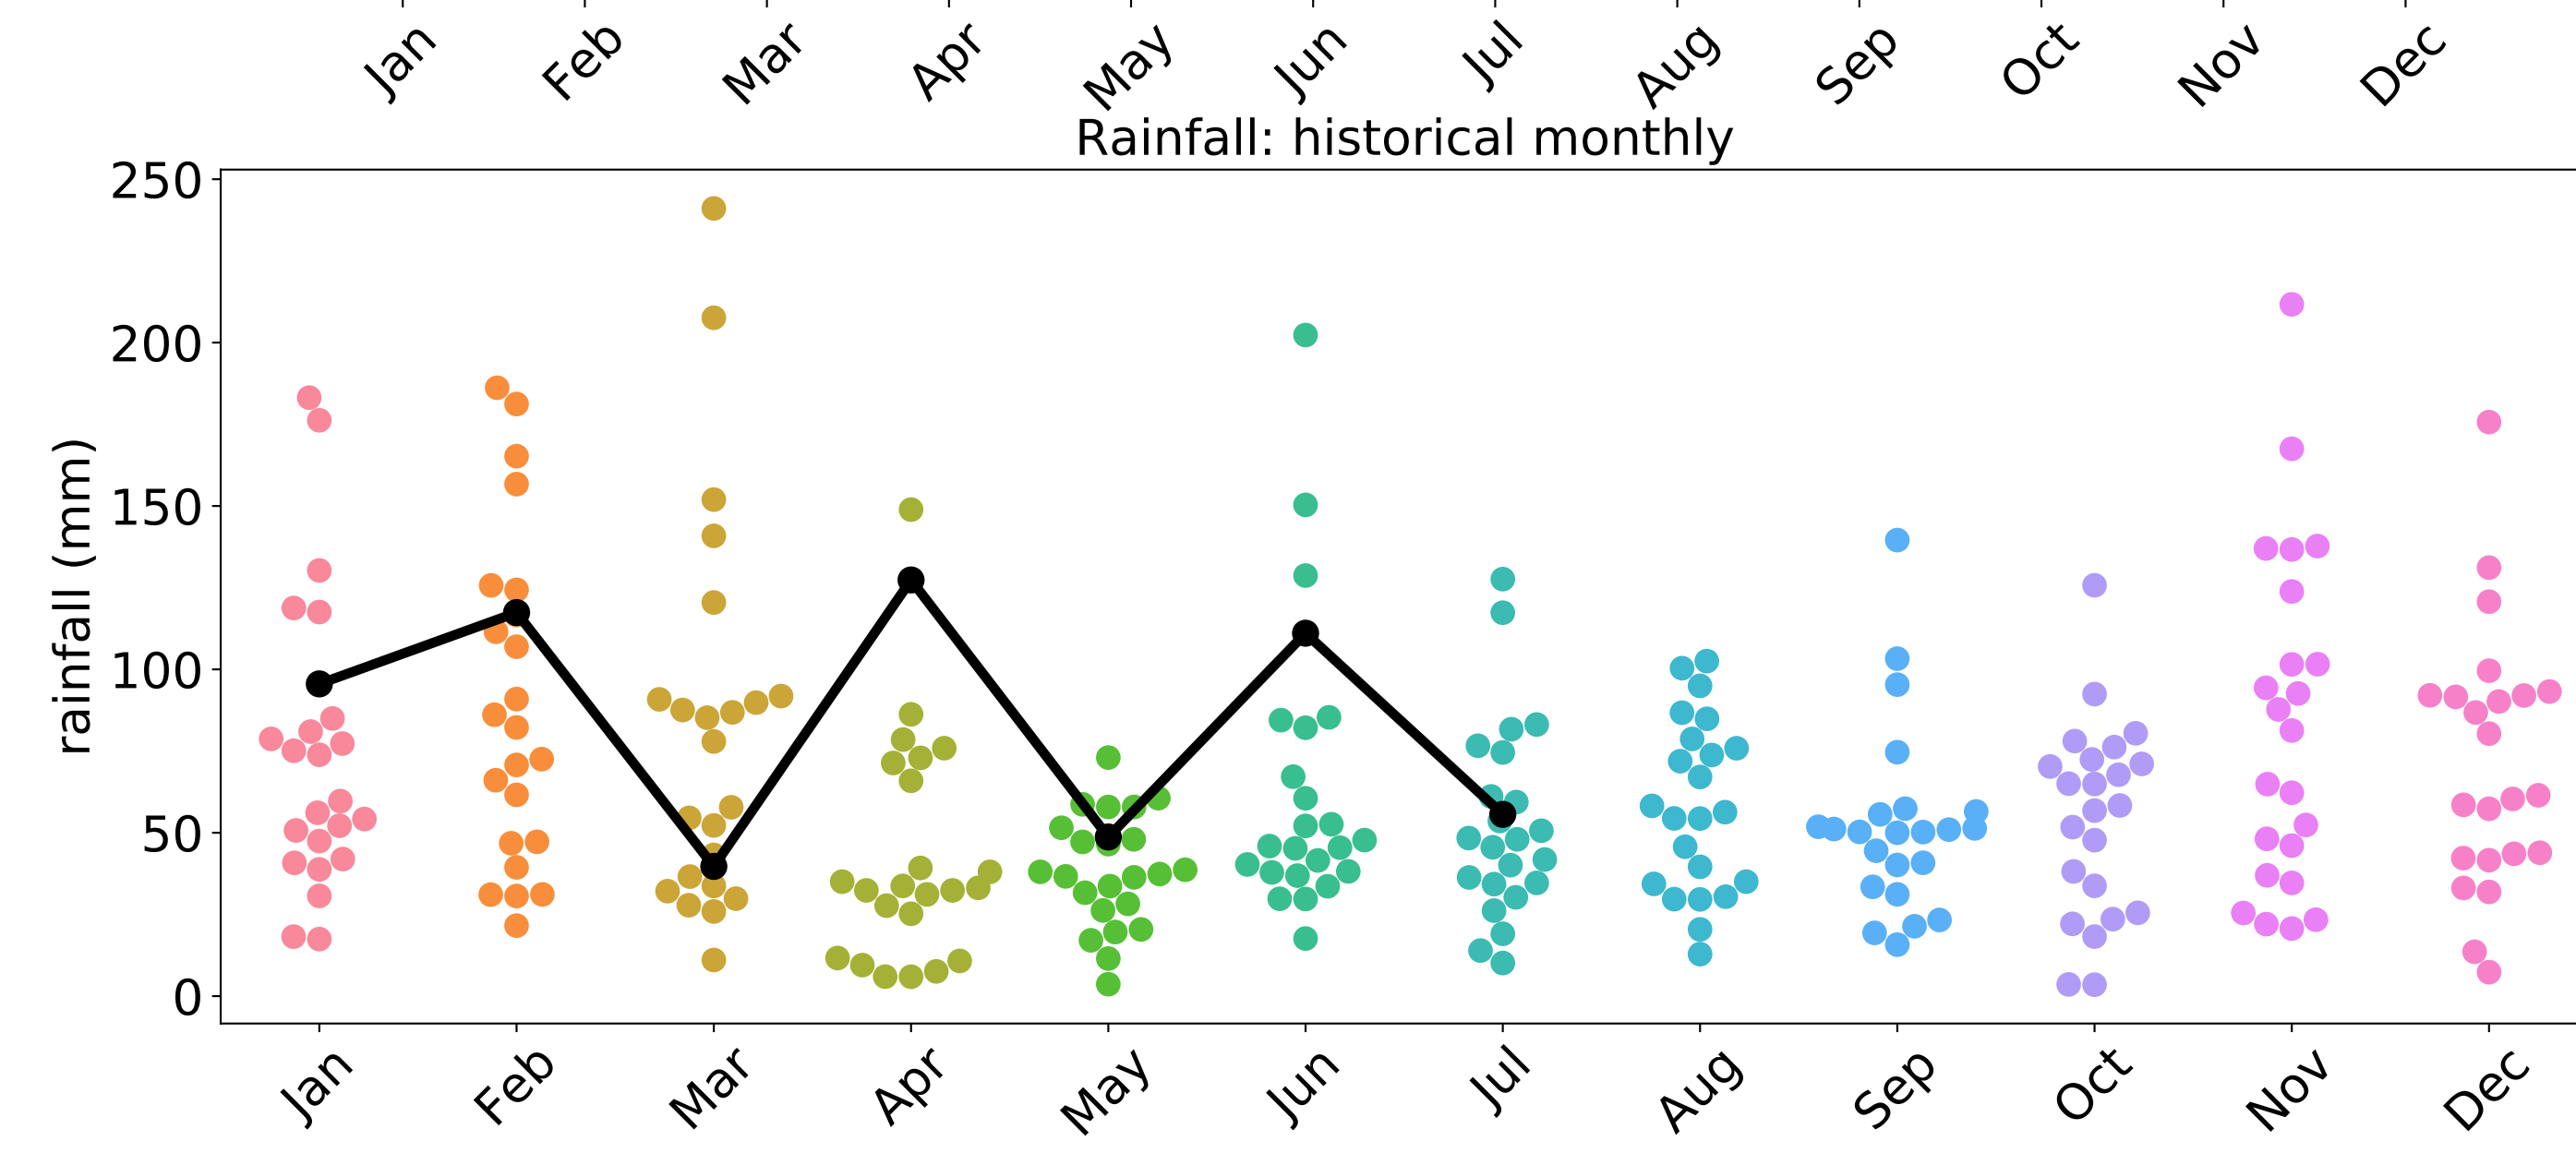 Jan Feb Mar Apr May Jun Jul Aug Sep Oct Nov Dec
Rainfall: historical monthly
250
200
150
100
50
0
rainfall (mm)
Jan Feb Mar Apr May Jun Jul Aug Sep Oct Nov Dec